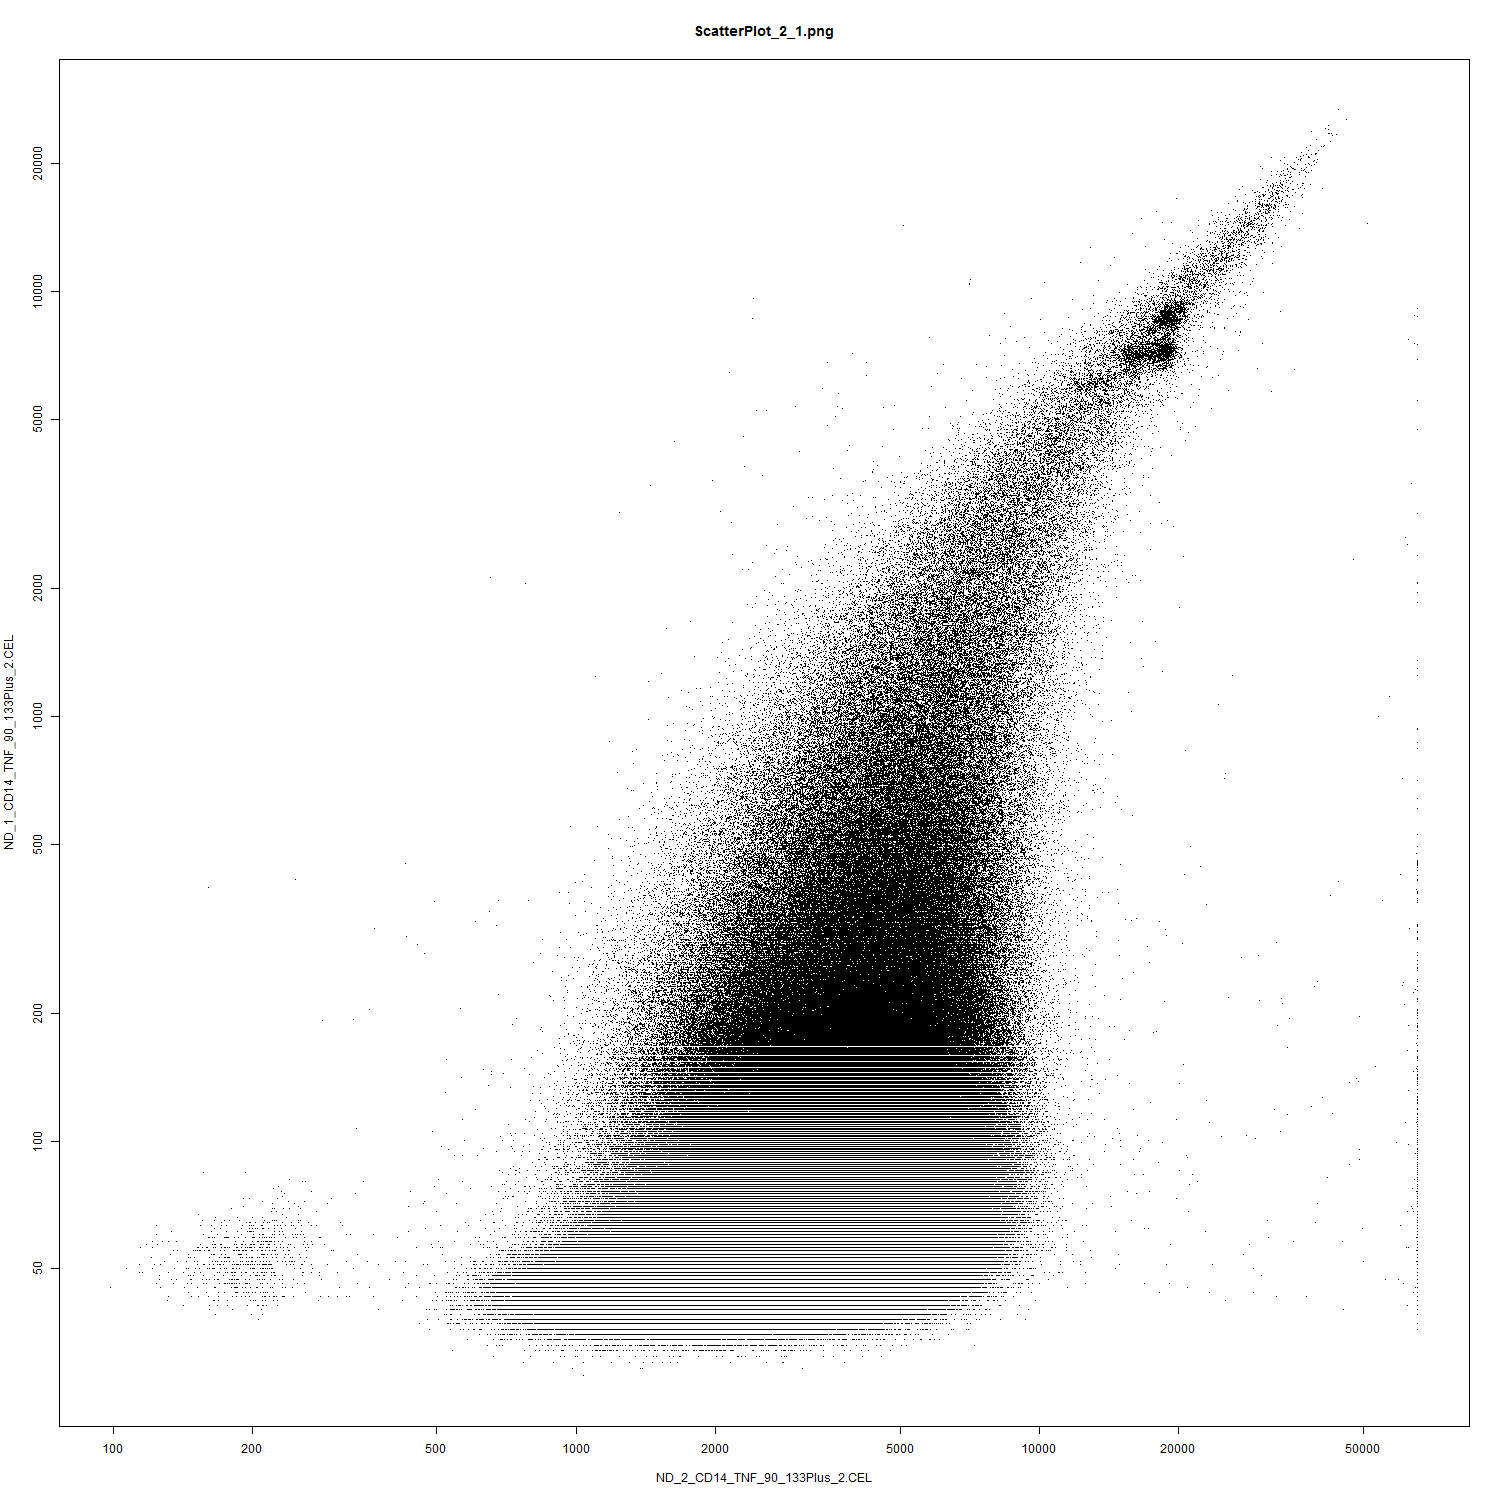 ScatterPlot_2_1.png
20000
10000
5000
2000
1000
500
200
100
50
ND_1_CD14_TNF_90_133Plus_2.CEL
100 200 500 1000 2000 5000 10000 20000 50000
ND_2_CD14_TNF_90_133Plus_2.CEL